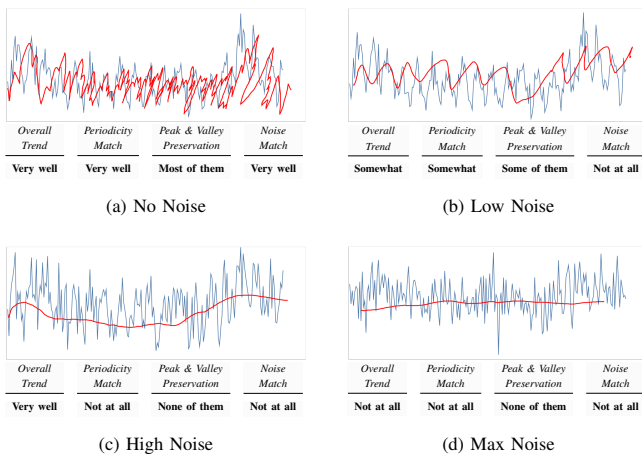 Overall Periodicity Peak & Valley Noise
Trend Match Preservation Match
Very well Very well Most of them Very well
(a) No Noise
Overall Periodicity Peak & Valley Noise
Trend Match Preservation Match
Somewhat Somewhat Some of them Not at all
(b) Low Noise
Overall Periodicity Peak & Valley Noise
Trend Match Preservation Match
Very well Not at all None of them Not at all
(c) High Noise
Overall Periodicity Peak & Valley Noise
Trend Match Preservation Match
Not at all Not at all None of them Not at all
(d) Max Noise